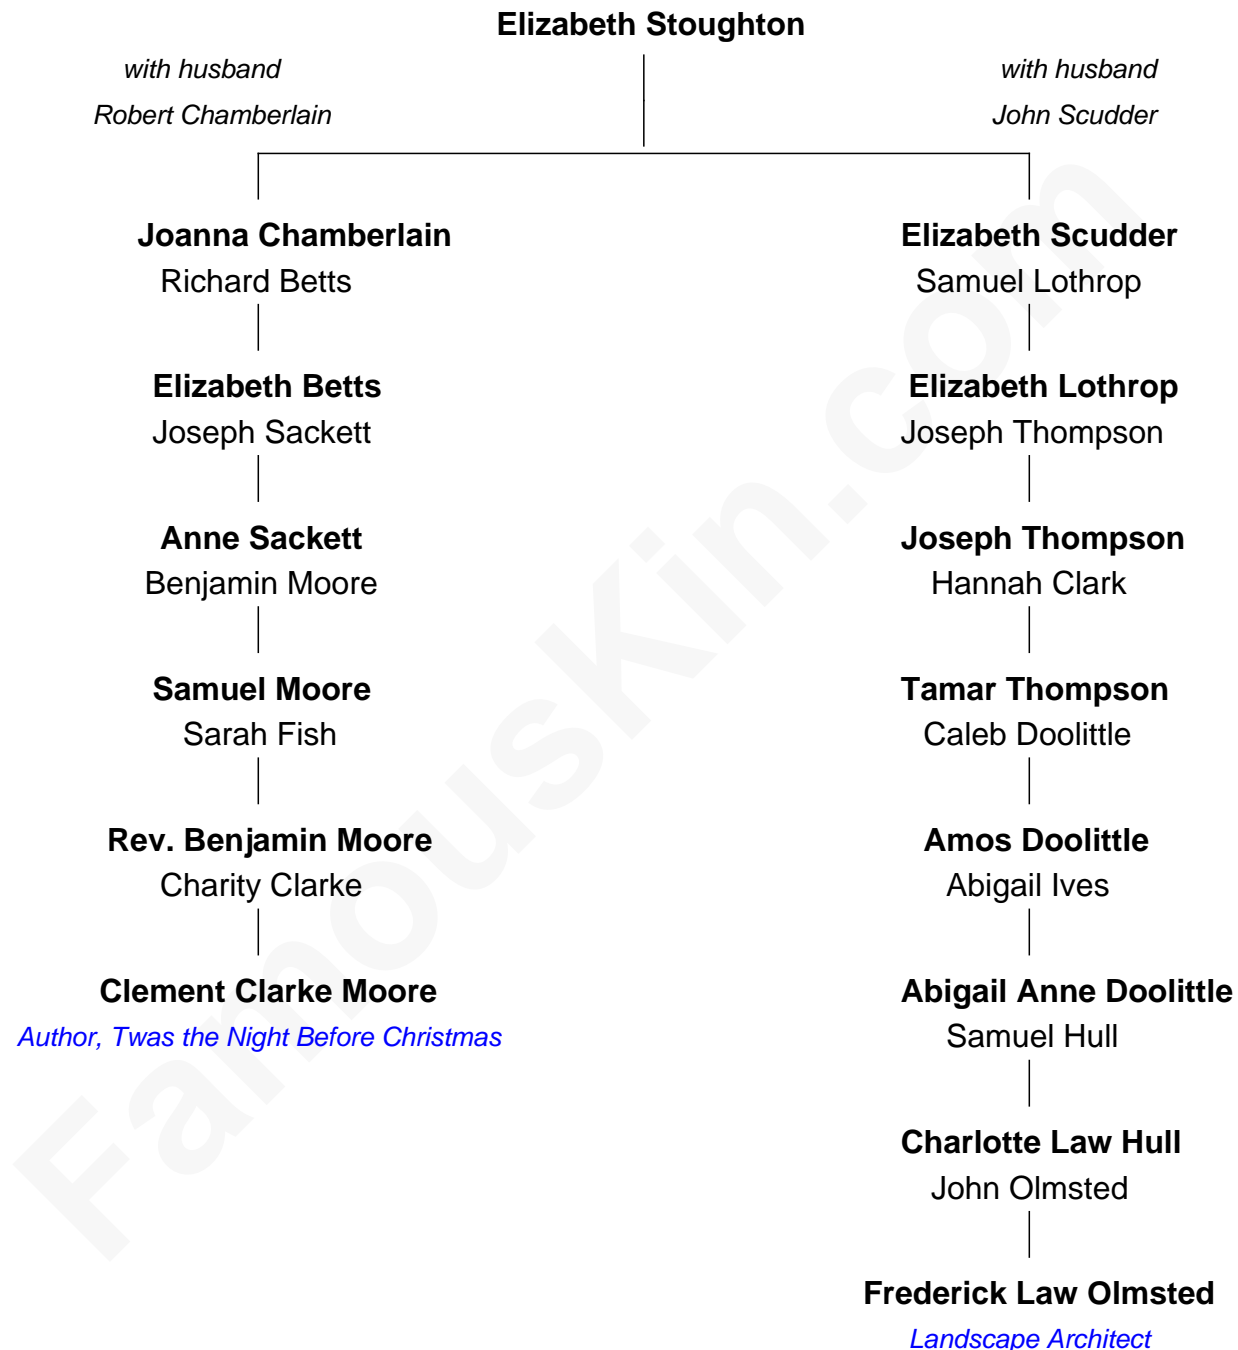 Elizabeth Stoughton
with husband
Robert Chamberlain
with husband
John Scudder
Joanna Chamberlain
Richard Betts
Elizabeth Betts
Joseph Sackett
Anne Sackett
Benjamin Moore
Samuel Moore
Sarah Fish
Rev. Benjamin Moore
Charity Clarke
Clement Clarke Moore
Author, Twas the Night Before Christmas
Elizabeth Scudder
Samuel Lothrop
Elizabeth Lothrop
Joseph Thompson
Joseph Thompson
Hannah Clark
Tamar Thompson
Caleb Doolittle
Amos Doolittle
Abigail Ives
Abigail Anne Doolittle
Samuel Hull
Charlotte Law Hull
John Olmsted
Frederick Law Olmsted
Landscape Architect
FamousKin.com